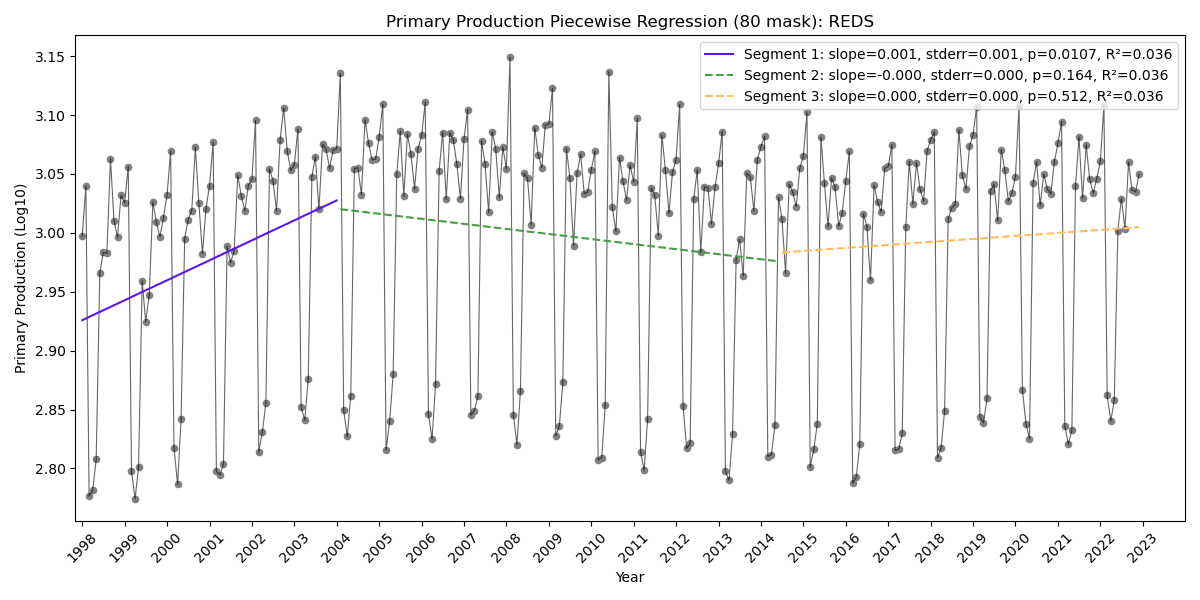 Primary Production Piecewise Regression (80 mask): REDS
Segment 1: slope=0.001, stderr=0.001, p=0.0107, R²=0.036
Segment 2: slope=-0.000, stderr=0.000, p=0.164, R²=0.036
Segment 3: slope=0.000, stderr=0.000, p=0.512, R²=0.036
Primary Production (Log10)
3.15
3.10
3.05
3.00
2.95
2.90
2.85
2.80
1998 1999 2000 2001 2002 2003 2004 2005 2006 2007 2008 2009 2010 2011 2012 2013 2014 2015 2016 2017 2018 2019 2020 2021 2022 2023
Year